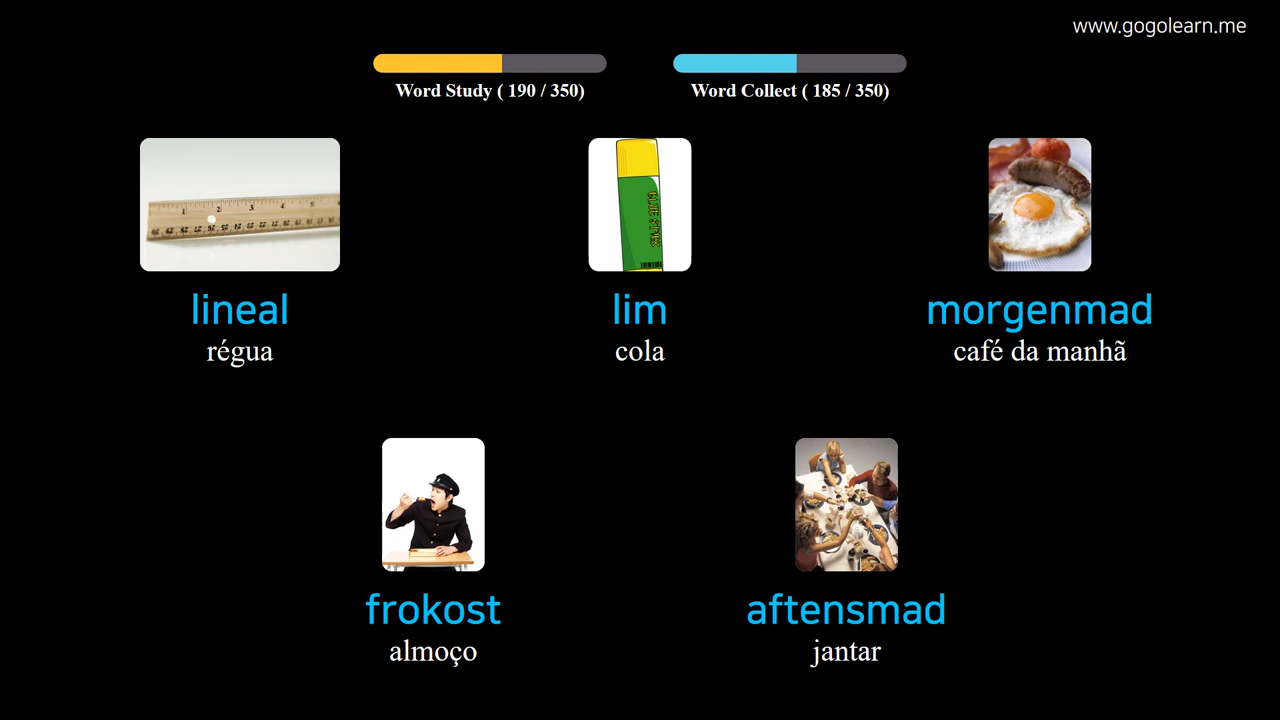 www.gogolearn.me
Word Study ( 190 / 350)
Word Collect ( 185 / 350)
lineal
régua
lim
cola
morgenmad
café da manhã
frokost
almoço
aftensmad
jantar